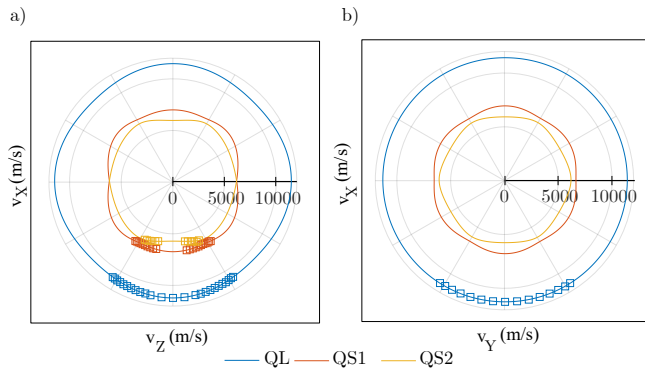 a)
b)
v_X (m/s)
0 5000 10000
v_Z (m/s)
v_X (m/s)
0 5000 10000
v_Y (m/s)
QL QS1 QS2